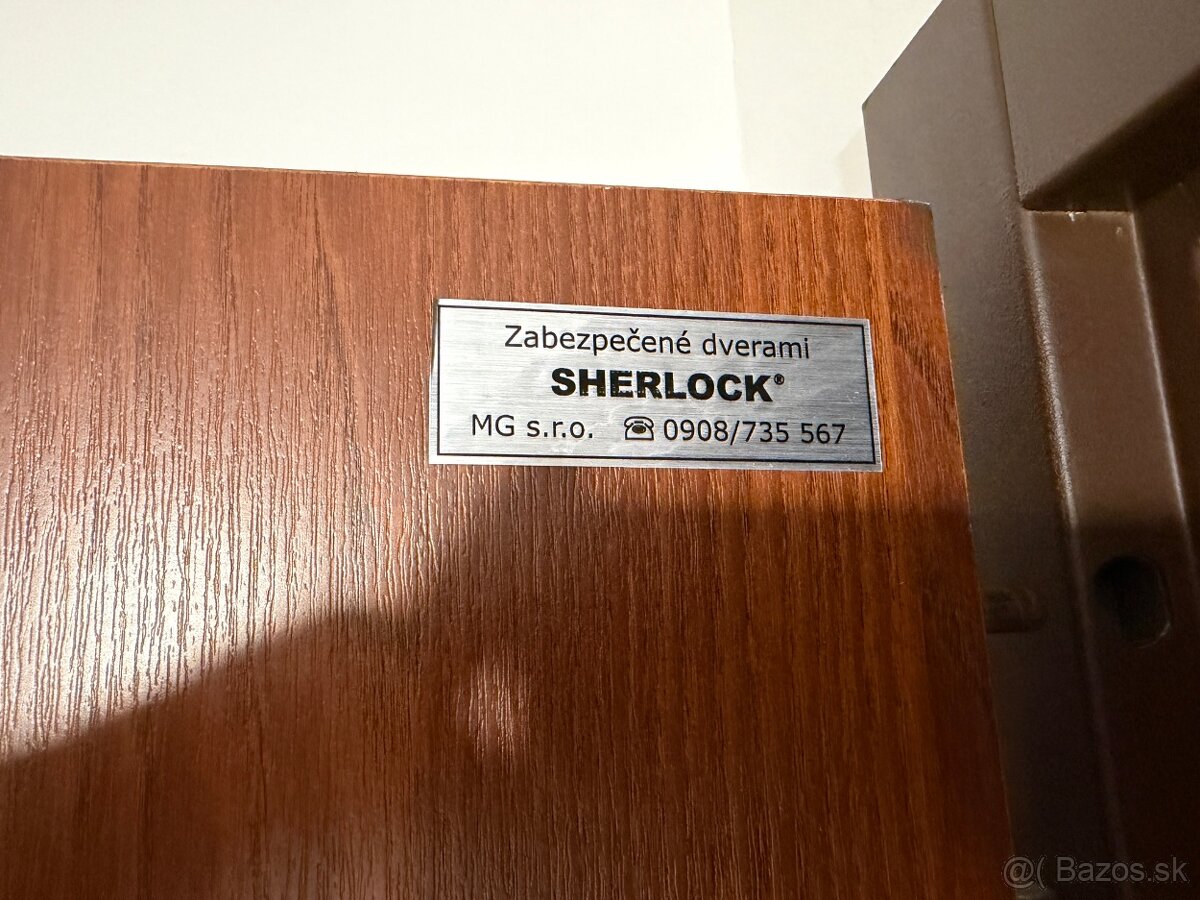 Zabezpečené dverami
SHERLOCK®
MG s.r.o. ☎ 0908/735 567
@( Bazos.sk